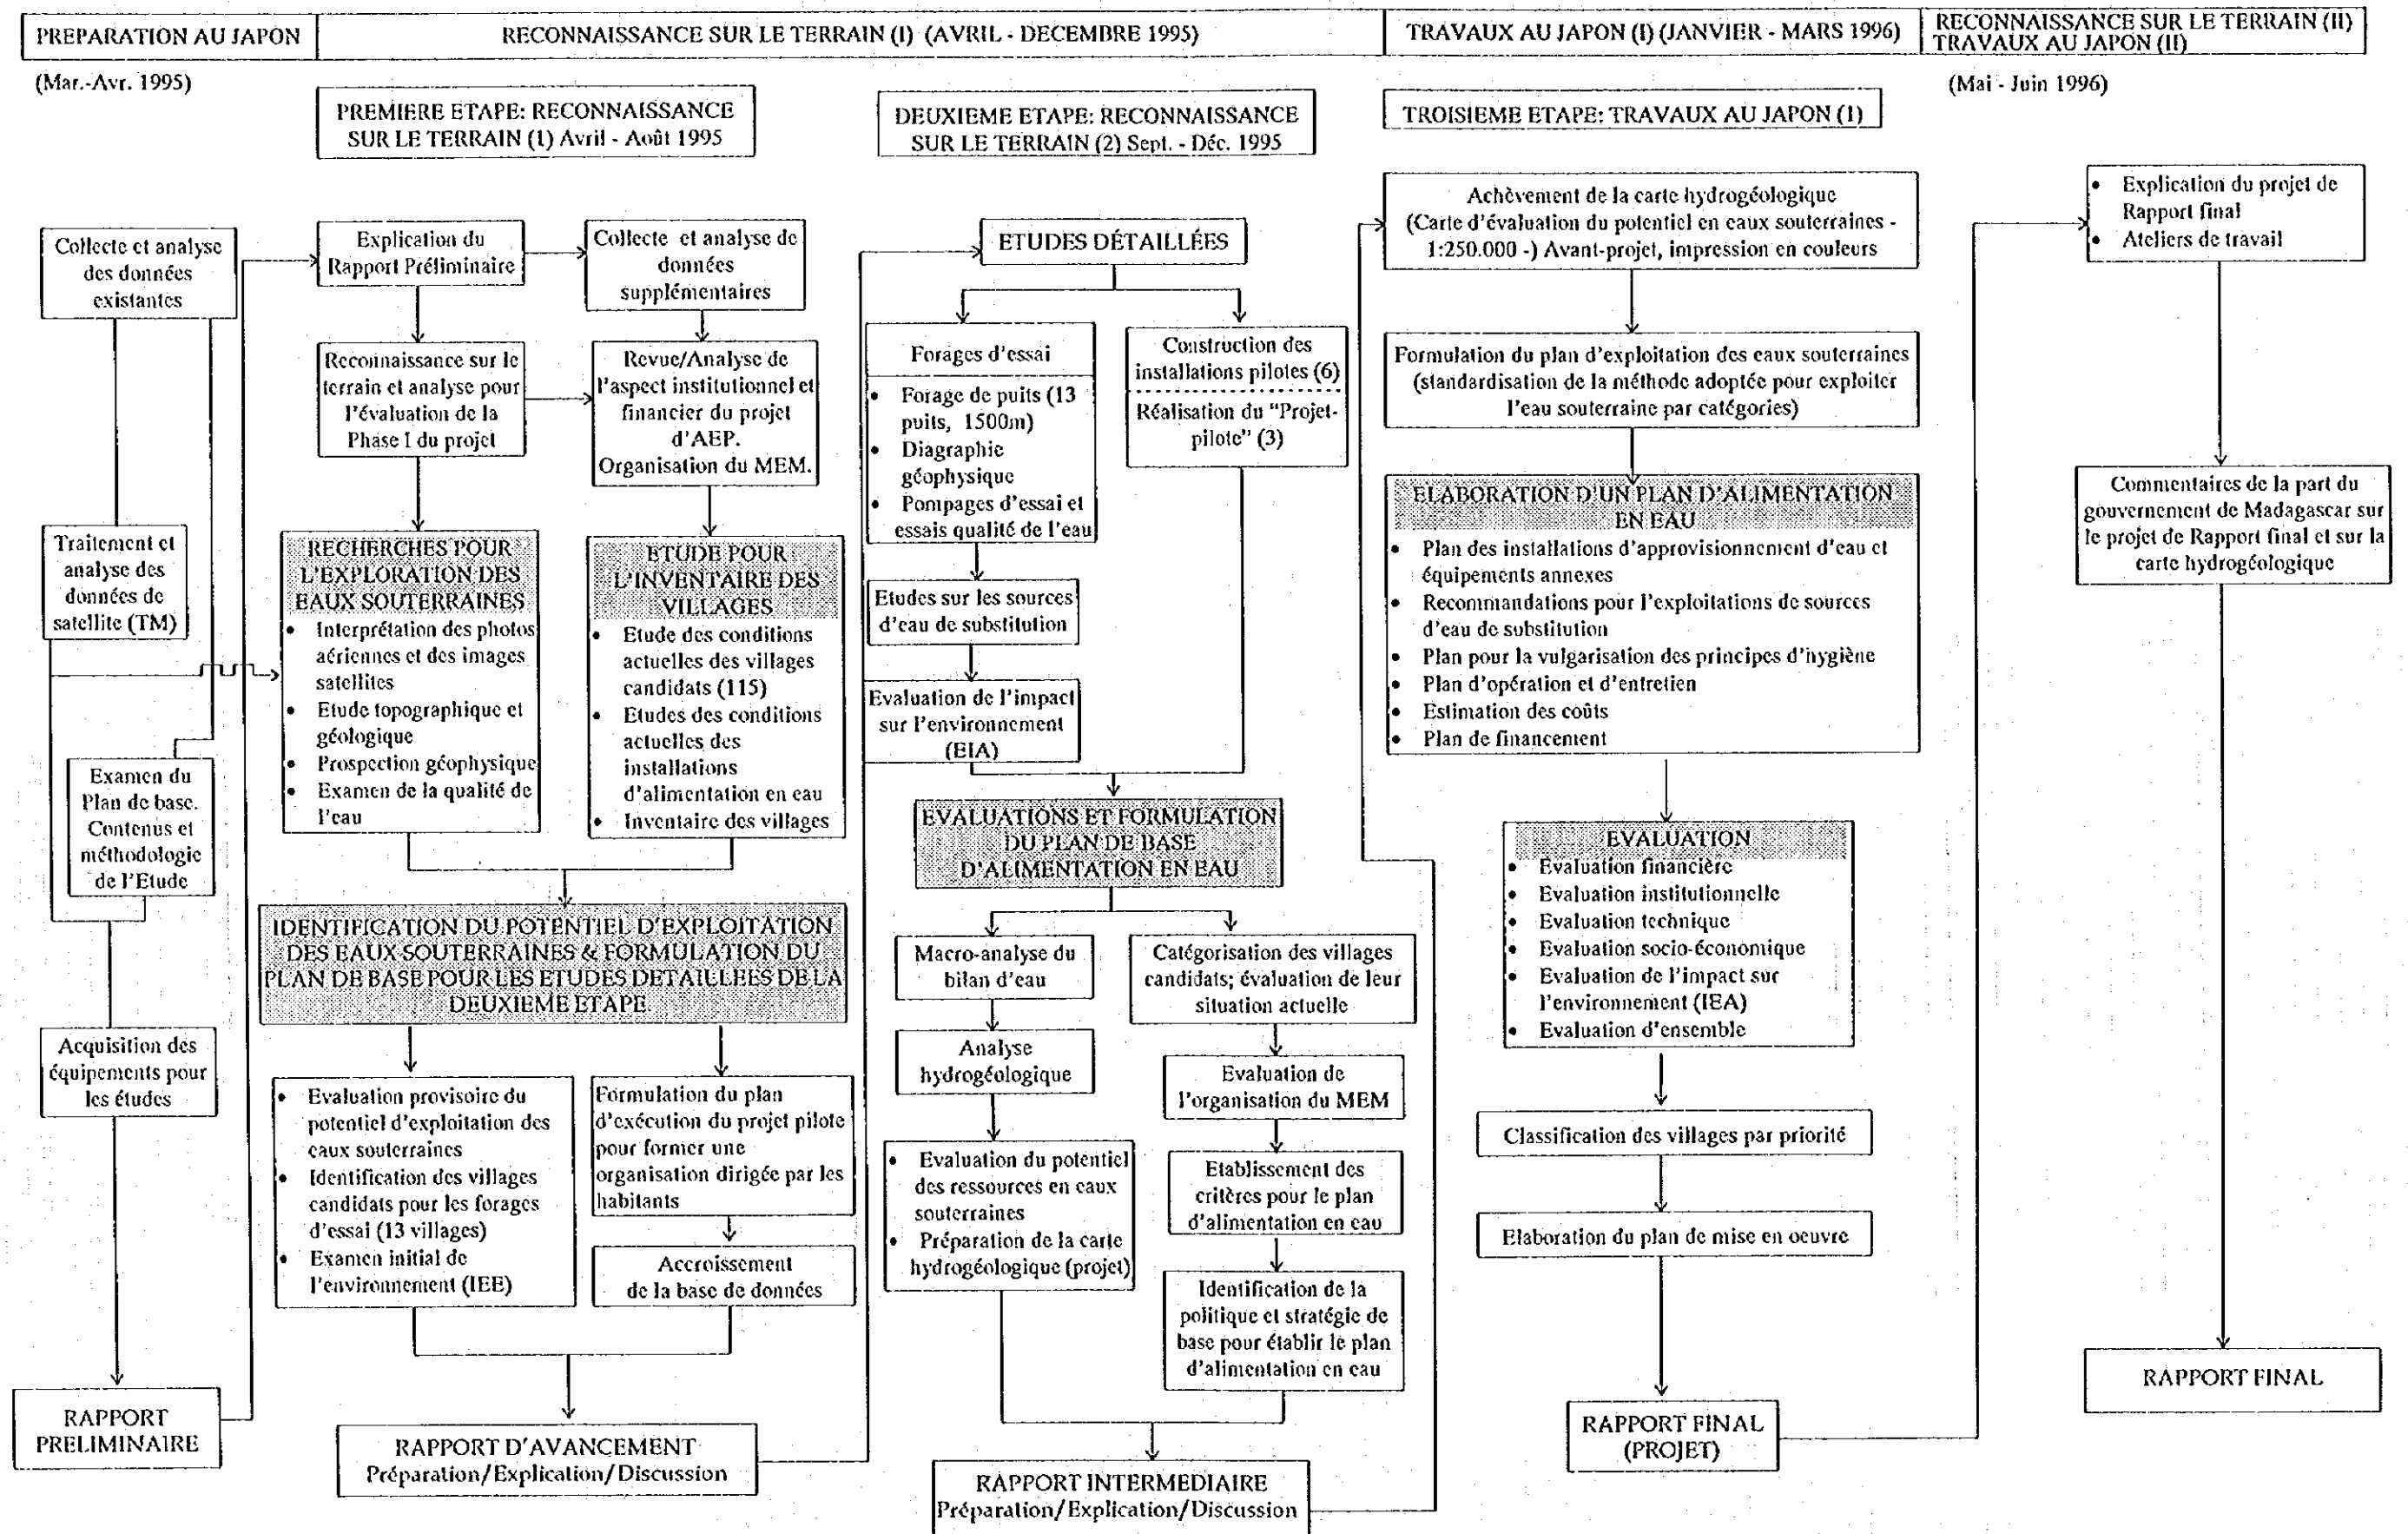 PREPARATION AU JAPON
RECONNAISSANCE SUR LE TERRAIN (I) (AVRIL - DECEMBRE 1995)
TRAVAUX AU JAPON (I) (JANVIER - MARS 1996)
RECONNAISSANCE SUR LE TERRAIN (II)
TRAVAUX AU JAPON (II)
(Mar.-Avr. 1995)
(Mai - Juin 1996)
PREMIERE ETAPE: RECONNAISSANCE
SUR LE TERRAIN (1) Avril - Août 1995
DEUXIEME ETAPE: RECONNAISSANCE
SUR LE TERRAIN (2) Sept. - Déc. 1995
TROISIEME ETAPE: TRAVAUX AU JAPON (1)
Collecte et analyse
des données
existantes
Traitement et
analyse des
données de
satellite (TM)
Examen du
Plan de base.
Contenus et
méthodologie
de l'Etude
Acquisition des
équipements pour
les études
RAPPORT
PRELIMINAIRE
Explication du
Rapport Préliminaire
Collecte et analyse de
données
supplémentaires
Reconnaissance sur le
terrain et analyse pour
l'évaluation de la
Phase I du projet
Revue/Analyse de
l'aspect institutionnel et
financier du projet
d'AEP.
Organisation du MEM.
RECHERCHES POUR
L'EXPLORATION DES
EAUX SOUTERRAINES
• Interprétation des photos
aériennes et des images
satellites
• Etude topographique et
géologique
• Prospection géophysique
• Examen de la qualité de
l'eau
ETUDE POUR
L'INVENTAIRE DES
VILLAGES
• Etude des conditions
actuelles des villages
candidats (115)
• Etudes des conditions
actuelles des
installations
d'alimentation en eau
• Inventaire des villages
IDENTIFICATION DU POTENTIEL D'EXPLOITATION
DES EAUX SOUTERRAINES & FORMULATION DU
PLAN DE BASE POUR LES ETUDES DETAILLEES DE LA
DEUXIEME ETAPE
• Evaluation provisoire du
potentiel d'exploitation des
eaux souterraines
• Identification des villages
candidats pour les forages
d'essai (13 villages)
• Examen initial de
l'environnement (IEE)
Formulation du plan
d'exécution du projet pilote
pour former une
organisation dirigée par les
habitants
Accroissement
de la base de données
RAPPORT D'AVANCEMENT
Préparation/Explication/Discussion
ETUDES DÉTAILLÉES
Forages d'essai
• Forage de puits (13
puits, 1500m)
• Diagraphie
géophysique
• Pompages d'essai et
essais qualité de l'eau
Construction des
installations pilotes (6)
Réalisation du "Projet-
pilote" (3)
Etudes sur les sources
d'eau de substitution
Evaluation de l'impact
sur l'environnement
(EIA)
EVALUATIONS ET FORMULATION
DU PLAN DE BASE
D'ALIMENTATION EN EAU
Macro-analyse du
bilan d'eau
Analyse
hydrogéologique
• Evaluation du potentiel
des ressources en eaux
souterraines
• Préparation de la carte
hydrogéologique (projet)
Catégorisation des villages
candidats; évaluation de leur
situation actuelle
Evaluation de
l'organisation du MEM
Etablissement des
critères pour le plan
d'alimentation en eau
Identification de la
politique et stratégie de
base pour établir le plan
d'alimentation en eau
RAPPORT INTERMEDIAIRE
Préparation/Explication/Discussion
Achèvement de la carte hydrogéologique
(Carte d'évaluation du potentiel en eaux souterraines -
1:250.000 -) Avant-projet, impression en couleurs
Formulation du plan d'exploitation des eaux souterraines
(standardisation de la méthode adoptée pour exploiter
l'eau souterraine par catégories)
ELABORATION D'UN PLAN D'ALIMENTATION
EN EAU
• Plan des installations d'approvisionnement d'eau et
équipements annexes
• Recommandations pour l'exploitations de sources
d'eau de substitution
• Plan pour la vulgarisation des principes d'hygiène
• Plan d'opération et d'entretien
• Estimation des coûts
• Plan de financement
EVALUATION
• Evaluation financière
• Evaluation institutionnelle
• Evaluation technique
• Evaluation socio-économique
• Evaluation de l'impact sur
l'environnement (IEA)
• Evaluation d'ensemble
Classification des villages par priorité
Elaboration du plan de mise en oeuvre
RAPPORT FINAL
(PROJET)
• Explication du projet de
Rapport final
• Ateliers de travail
Commentaires de la part du
gouvernement de Madagascar sur
le projet de Rapport final et sur la
carte hydrogéologique
RAPPORT FINAL